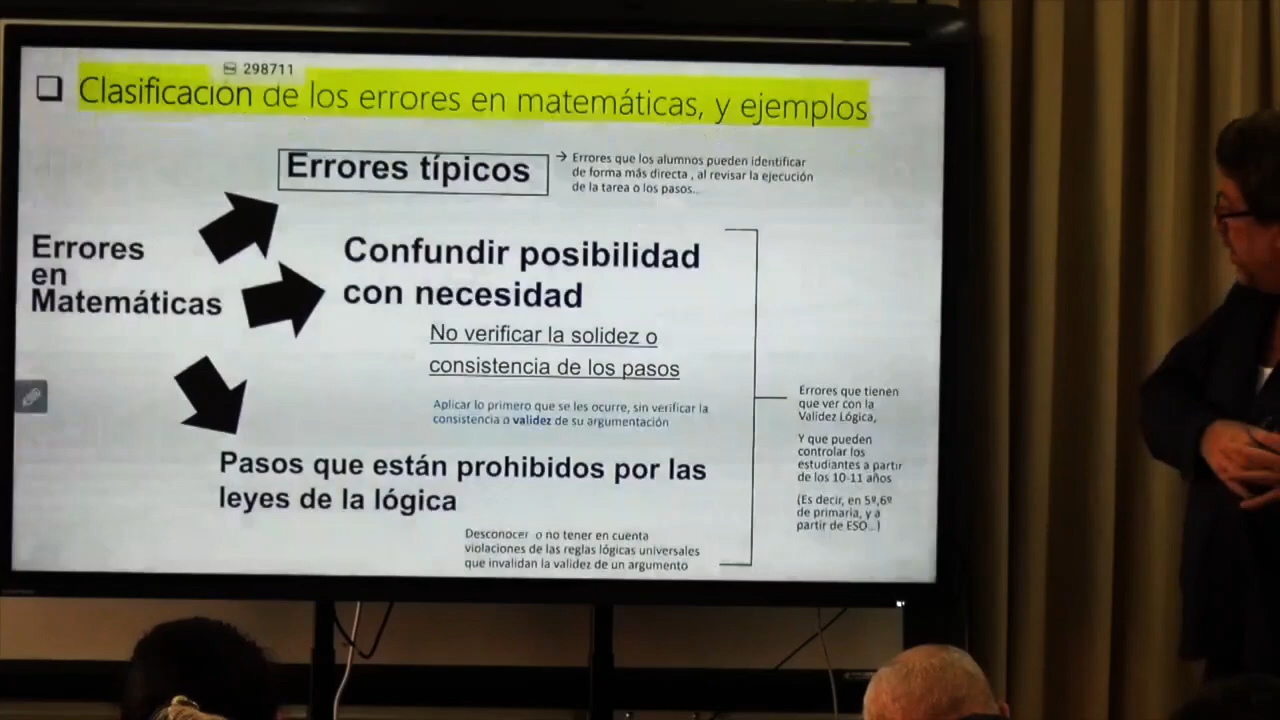 298711
Clasificación de los errores en matemáticas, y ejemplos
Errores típicos
→ Errores que los alumnos pueden identificar
de forma más directa , al revisar la ejecución
de la tarea o los pasos..
Errores
en
Matemáticas
Confundir posibilidad
con necesidad
No verificar la solidez o
consistencia de los pasos
Aplicar lo primero que se les ocurre, sin verificar la
consistencia o validez de su argumentación
Pasos que están prohibidos por las
leyes de la lógica
Desconocer o no tener en cuenta
violaciones de las reglas lógicas universales
que invalidan la validez de un argumento
Errores que tienen
que ver con la
Validez Lógica,
Y que pueden
controlar los
estudiantes a partir
de los 10-11 años
(Es decir, en 5º,6º
de primaria, y a
partir de ESO...)